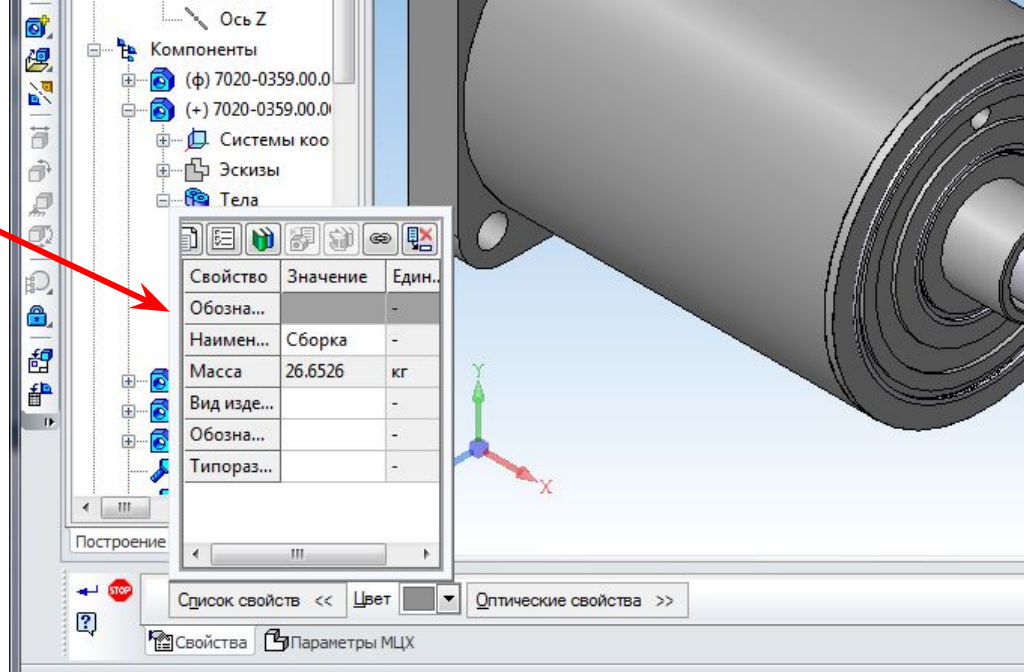 Ось Z
Компоненты
(ф) 7020-0359.00.0
(+) 7020-0359.00.0
Системы коо
Эскизы
Тела
Свойство Значение Един..
Обозна... -
Наимен... Сборка -
Масса 26.6526 кг
Вид изде... -
Обозна... -
Типораз... -
Y
X
Построение
STOP
Список свойств << Цвет Оптические свойства >>
Свойства Параметры МЦХ